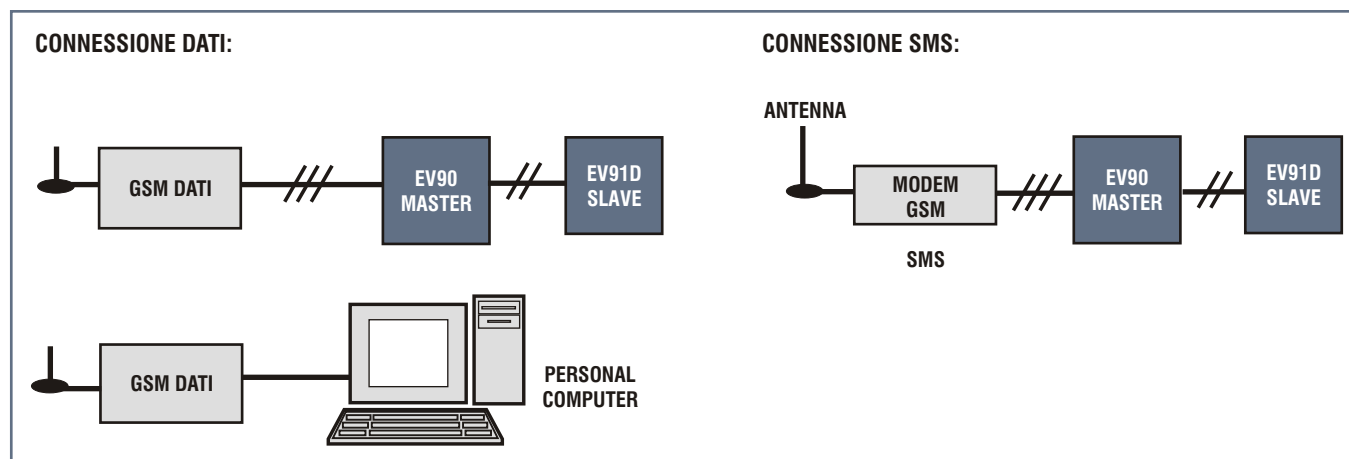 CONNESSIONE DATI:
GSM DATI
EV90
MASTER
EV91D
SLAVE
GSM DATI
PERSONAL
COMPUTER
CONNESSIONE SMS:
ANTENNA
MODEM
GSM
SMS
EV90
MASTER
EV91D
SLAVE